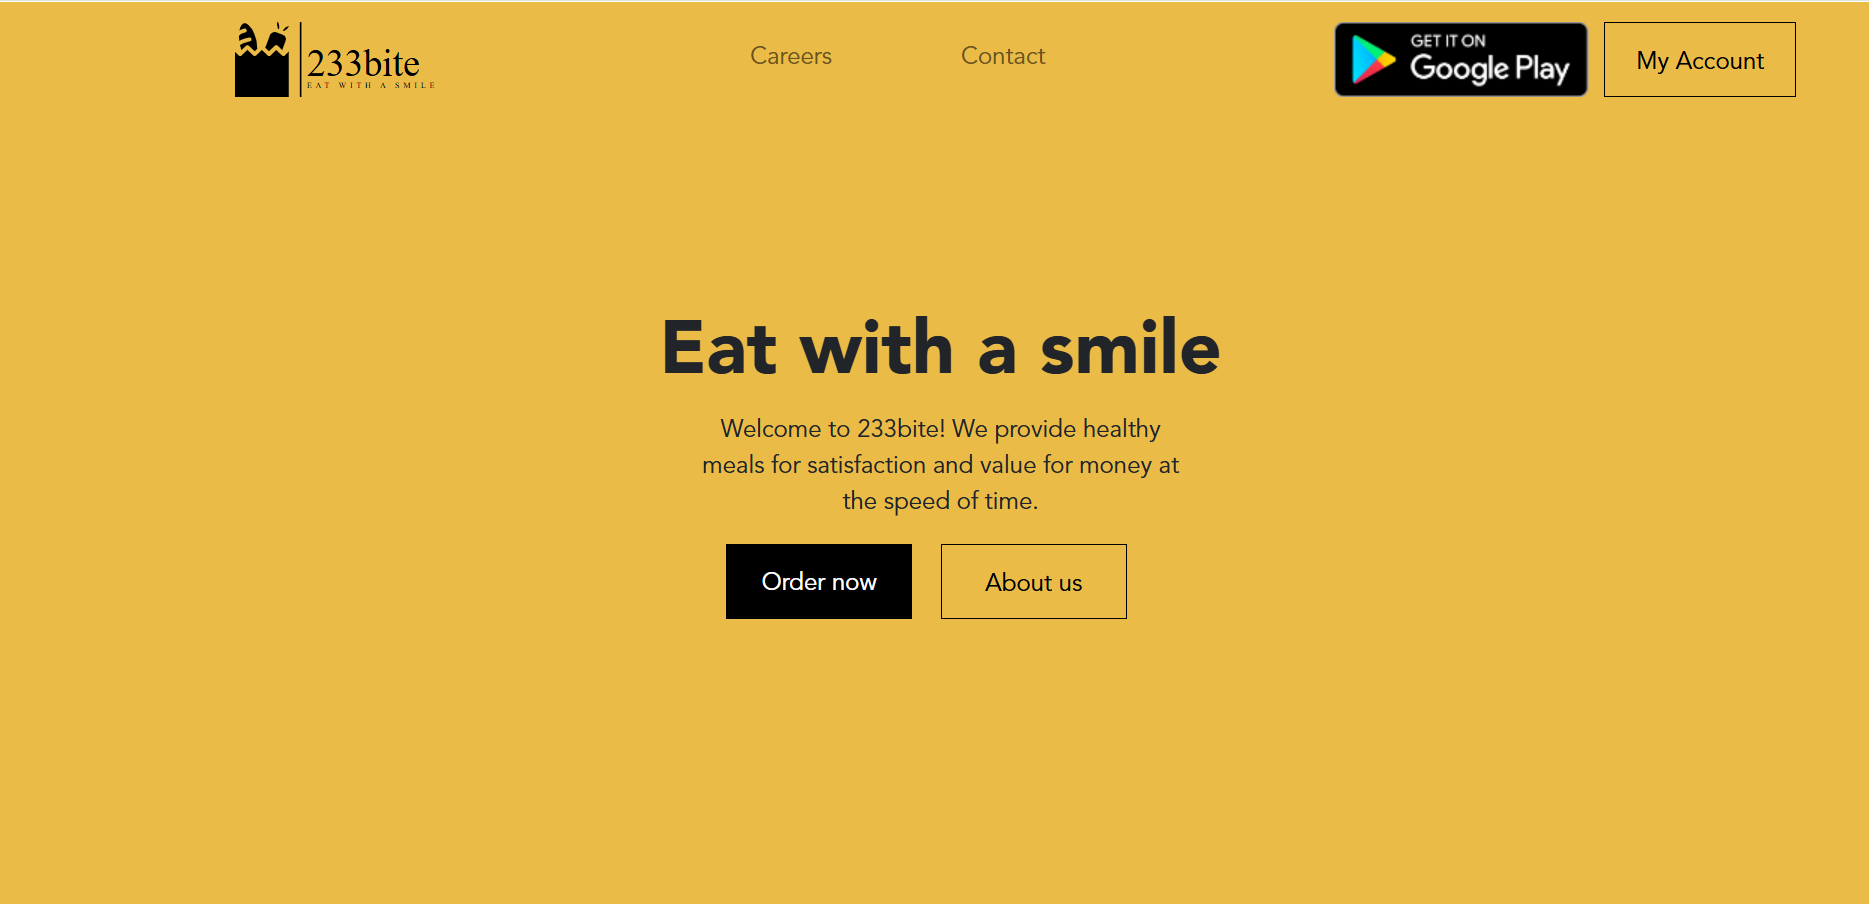 233bite
EAT WITH A SMILE
Careers
Contact
GET IT ON
Google Play
My Account
Eat with a smile
Welcome to 233bite! We provide healthy
meals for satisfaction and value for money at
the speed of time.
Order now
About us